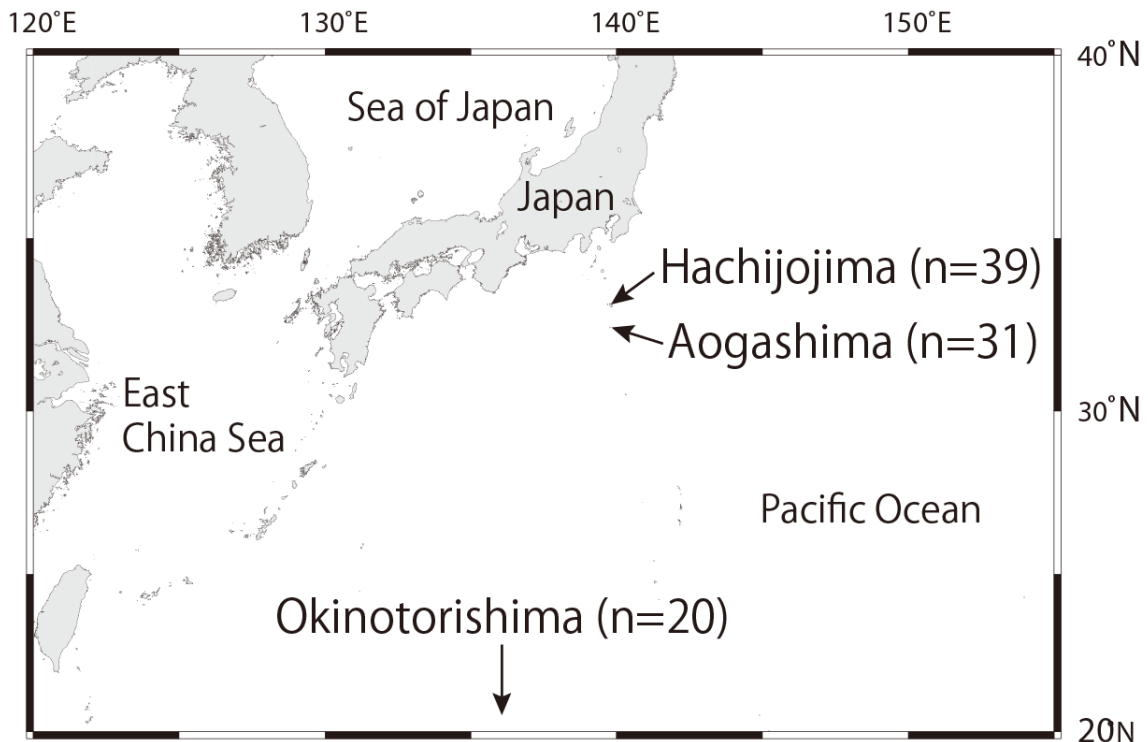 120°E
130°E
140°E
150°E
40°N
Sea of Japan
Japan
Hachijojima (n=39)
Aogashima (n=31)
East
China Sea
30°N
Pacific Ocean
Okinotorishima (n=20)
20°N